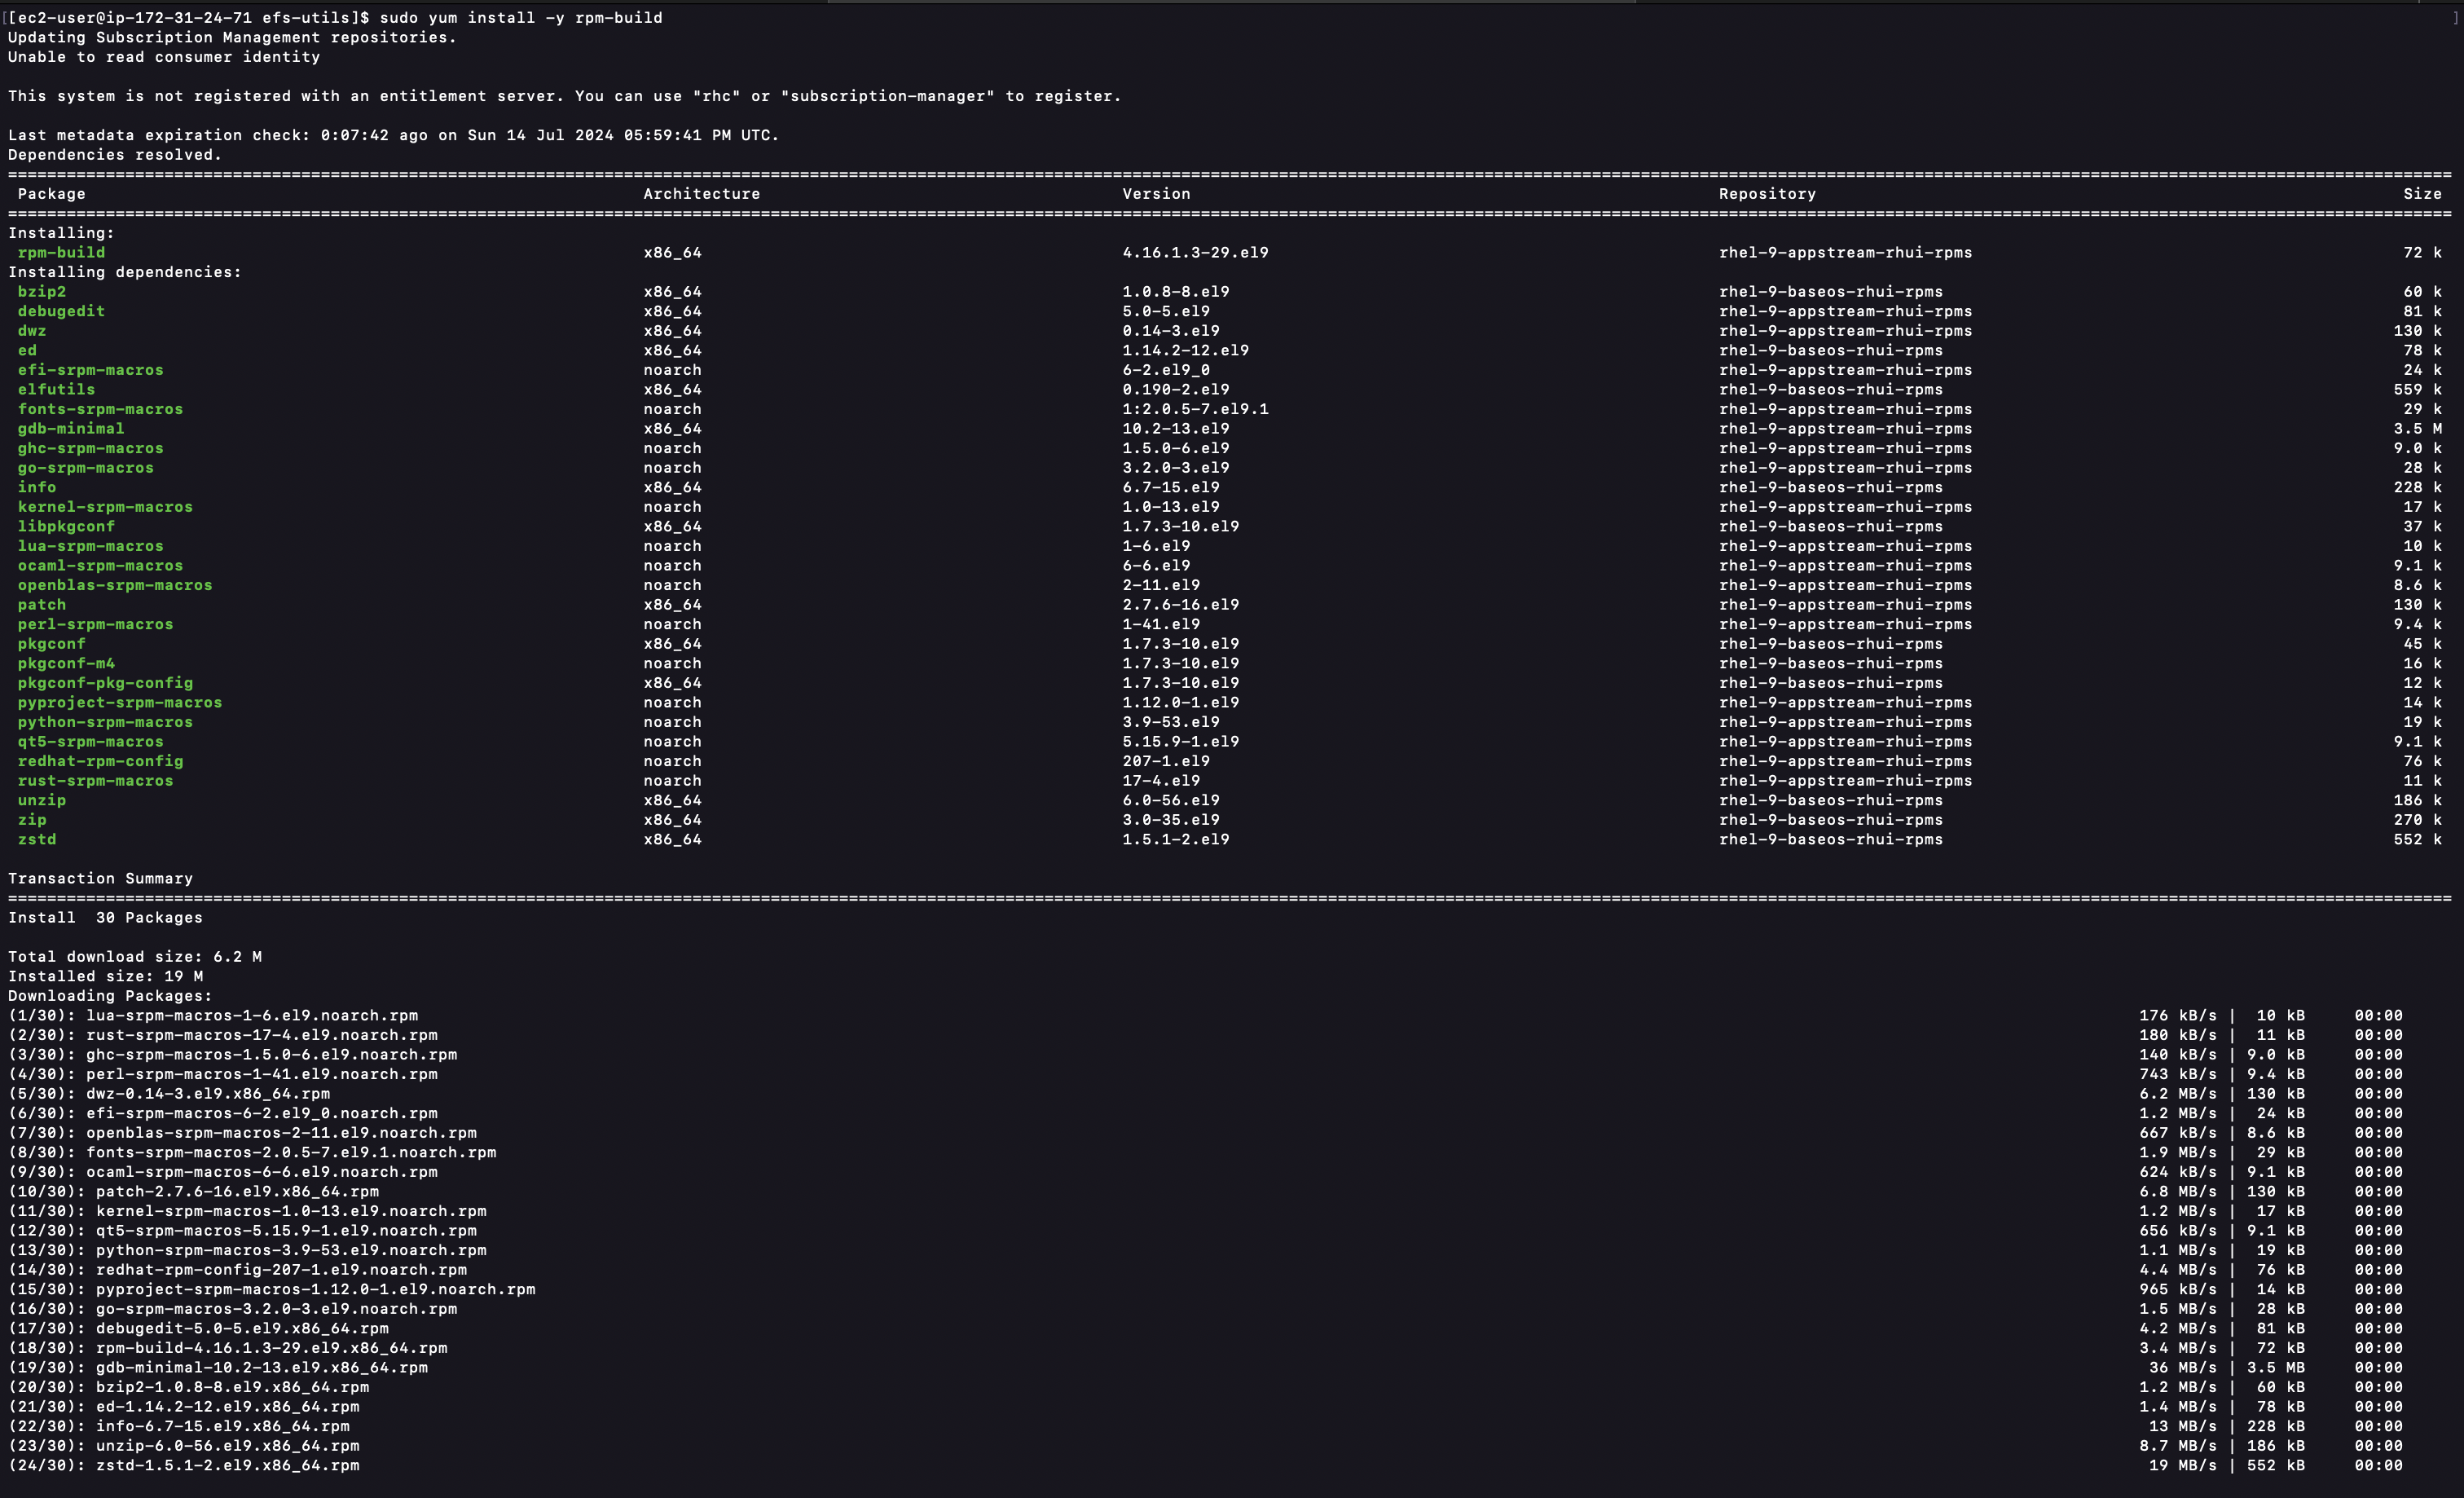 [[ec2-user@ip-172-31-24-71 efs-utils]$ sudo yum install -y rpm-build ]
Updating Subscription Management repositories.
Unable to read consumer identity
This system is not registered with an entitlement server. You can use "rhc" or "subscription-manager" to register.
Last metadata expiration check: 0:07:42 ago on Sun 14 Jul 2024 05:59:41 PM UTC.
Dependencies resolved.
Package Architecture Version Repository Size
Installing:
rpm-build x86_64 4.16.1.3-29.el9 rhel-9-appstream-rhui-rpms 72 k
Installing dependencies:
bzip2 x86_64 1.0.8-8.el9 rhel-9-baseos-rhui-rpms 60 k
debugedit x86_64 5.0-5.el9 rhel-9-appstream-rhui-rpms 81 k
dwz x86_64 0.14-3.el9 rhel-9-appstream-rhui-rpms 130 k
ed x86_64 1.14.2-12.el9 rhel-9-baseos-rhui-rpms 78 k
efi-srpm-macros noarch 6-2.el9_0 rhel-9-appstream-rhui-rpms 24 k
elfutils x86_64 0.190-2.el9 rhel-9-baseos-rhui-rpms 559 k
fonts-srpm-macros noarch 1:2.0.5-7.el9.1 rhel-9-appstream-rhui-rpms 29 k
gdb-minimal x86_64 10.2-13.el9 rhel-9-appstream-rhui-rpms 3.5 M
ghc-srpm-macros noarch 1.5.0-6.el9 rhel-9-appstream-rhui-rpms 9.0 k
go-srpm-macros noarch 3.2.0-3.el9 rhel-9-appstream-rhui-rpms 28 k
info x86_64 6.7-15.el9 rhel-9-baseos-rhui-rpms 228 k
kernel-srpm-macros noarch 1.0-13.el9 rhel-9-appstream-rhui-rpms 17 k
libpkgconf x86_64 1.7.3-10.el9 rhel-9-baseos-rhui-rpms 37 k
lua-srpm-macros noarch 1-6.el9 rhel-9-appstream-rhui-rpms 10 k
ocaml-srpm-macros noarch 6-6.el9 rhel-9-appstream-rhui-rpms 9.1 k
openblas-srpm-macros noarch 2-11.el9 rhel-9-appstream-rhui-rpms 8.6 k
patch x86_64 2.7.6-16.el9 rhel-9-appstream-rhui-rpms 130 k
perl-srpm-macros noarch 1-41.el9 rhel-9-appstream-rhui-rpms 9.4 k
pkgconf x86_64 1.7.3-10.el9 rhel-9-baseos-rhui-rpms 45 k
pkgconf-m4 noarch 1.7.3-10.el9 rhel-9-baseos-rhui-rpms 16 k
pkgconf-pkg-config x86_64 1.7.3-10.el9 rhel-9-baseos-rhui-rpms 12 k
pyproject-srpm-macros noarch 1.12.0-1.el9 rhel-9-appstream-rhui-rpms 14 k
python-srpm-macros noarch 3.9-53.el9 rhel-9-appstream-rhui-rpms 19 k
qt5-srpm-macros noarch 5.15.9-1.el9 rhel-9-appstream-rhui-rpms 9.1 k
redhat-rpm-config noarch 207-1.el9 rhel-9-appstream-rhui-rpms 76 k
rust-srpm-macros noarch 17-4.el9 rhel-9-appstream-rhui-rpms 11 k
unzip x86_64 6.0-56.el9 rhel-9-baseos-rhui-rpms 186 k
zip x86_64 3.0-35.el9 rhel-9-baseos-rhui-rpms 270 k
zstd x86_64 1.5.1-2.el9 rhel-9-baseos-rhui-rpms 552 k
Transaction Summary
Install  30 Packages
Total download size: 6.2 M
Installed size: 19 M
Downloading Packages:
(1/30): lua-srpm-macros-1-6.el9.noarch.rpm 176 kB/s | 10 kB 00:00
(2/30): rust-srpm-macros-17-4.el9.noarch.rpm 180 kB/s | 11 kB 00:00
(3/30): ghc-srpm-macros-1.5.0-6.el9.noarch.rpm 140 kB/s | 9.0 kB 00:00
(4/30): perl-srpm-macros-1-41.el9.noarch.rpm 743 kB/s | 9.4 kB 00:00
(5/30): dwz-0.14-3.el9.x86_64.rpm 6.2 MB/s | 130 kB 00:00
(6/30): efi-srpm-macros-6-2.el9_0.noarch.rpm 1.2 MB/s | 24 kB 00:00
(7/30): openblas-srpm-macros-2-11.el9.noarch.rpm 667 kB/s | 8.6 kB 00:00
(8/30): fonts-srpm-macros-2.0.5-7.el9.1.noarch.rpm 1.9 MB/s | 29 kB 00:00
(9/30): ocaml-srpm-macros-6-6.el9.noarch.rpm 624 kB/s | 9.1 kB 00:00
(10/30): patch-2.7.6-16.el9.x86_64.rpm 6.8 MB/s | 130 kB 00:00
(11/30): kernel-srpm-macros-1.0-13.el9.noarch.rpm 1.2 MB/s | 17 kB 00:00
(12/30): qt5-srpm-macros-5.15.9-1.el9.noarch.rpm 656 kB/s | 9.1 kB 00:00
(13/30): python-srpm-macros-3.9-53.el9.noarch.rpm 1.1 MB/s | 19 kB 00:00
(14/30): redhat-rpm-config-207-1.el9.noarch.rpm 4.4 MB/s | 76 kB 00:00
(15/30): pyproject-srpm-macros-1.12.0-1.el9.noarch.rpm 965 kB/s | 14 kB 00:00
(16/30): go-srpm-macros-3.2.0-3.el9.noarch.rpm 1.5 MB/s | 28 kB 00:00
(17/30): debugedit-5.0-5.el9.x86_64.rpm 4.2 MB/s | 81 kB 00:00
(18/30): rpm-build-4.16.1.3-29.el9.x86_64.rpm 3.4 MB/s | 72 kB 00:00
(19/30): gdb-minimal-10.2-13.el9.x86_64.rpm 36 MB/s | 3.5 MB 00:00
(20/30): bzip2-1.0.8-8.el9.x86_64.rpm 1.2 MB/s | 60 kB 00:00
(21/30): ed-1.14.2-12.el9.x86_64.rpm 1.4 MB/s | 78 kB 00:00
(22/30): info-6.7-15.el9.x86_64.rpm 13 MB/s | 228 kB 00:00
(23/30): unzip-6.0-56.el9.x86_64.rpm 8.7 MB/s | 186 kB 00:00
(24/30): zstd-1.5.1-2.el9.x86_64.rpm 19 MB/s | 552 kB 00:00